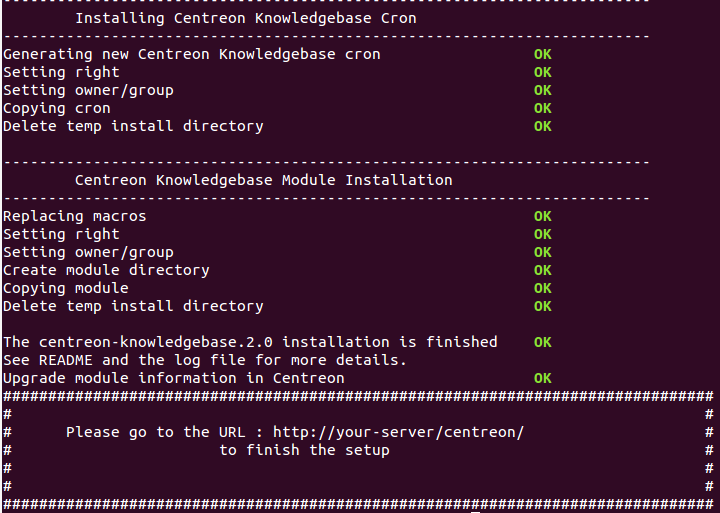 ------------------------------------------------------------------------
        Installing Centreon Knowledgebase Cron
------------------------------------------------------------------------
Generating new Centreon Knowledgebase cron                 OK
Setting right                                              OK
Setting owner/group                                        OK
Copying cron                                               OK
Delete temp install directory                              OK

------------------------------------------------------------------------
        Centreon Knowledgebase Module Installation
------------------------------------------------------------------------
Replacing macros                                           OK
Setting right                                              OK
Setting owner/group                                        OK
Create module directory                                    OK
Copying module                                             OK
Delete temp install directory                              OK

The centreon-knowledgebase.2.0 installation is finished    OK
See README and the log file for more details.
Upgrade module information in Centreon                     OK
###############################################################################
#                                                                             #
#      Please go to the URL : http://your-server/centreon/                    #
#                       to finish the setup                                   #
#                                                                             #
#                                                                             #
###############################################################################